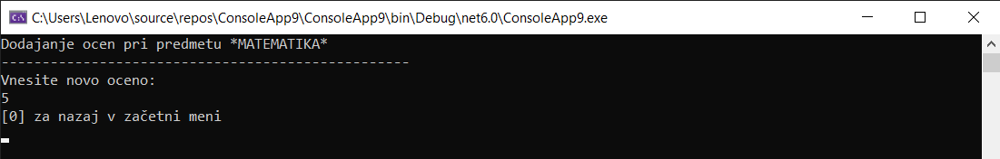 C:\Users\Lenovo\source\repos\ConsoleApp9\ConsoleApp9\bin\Debug\net6.0\ConsoleApp9.exe
Dodajanje ocen pri predmetu *MATEMATIKA*
--------------------------------------------------
Vnesite novo oceno:
5
[0] za nazaj v začetni meni